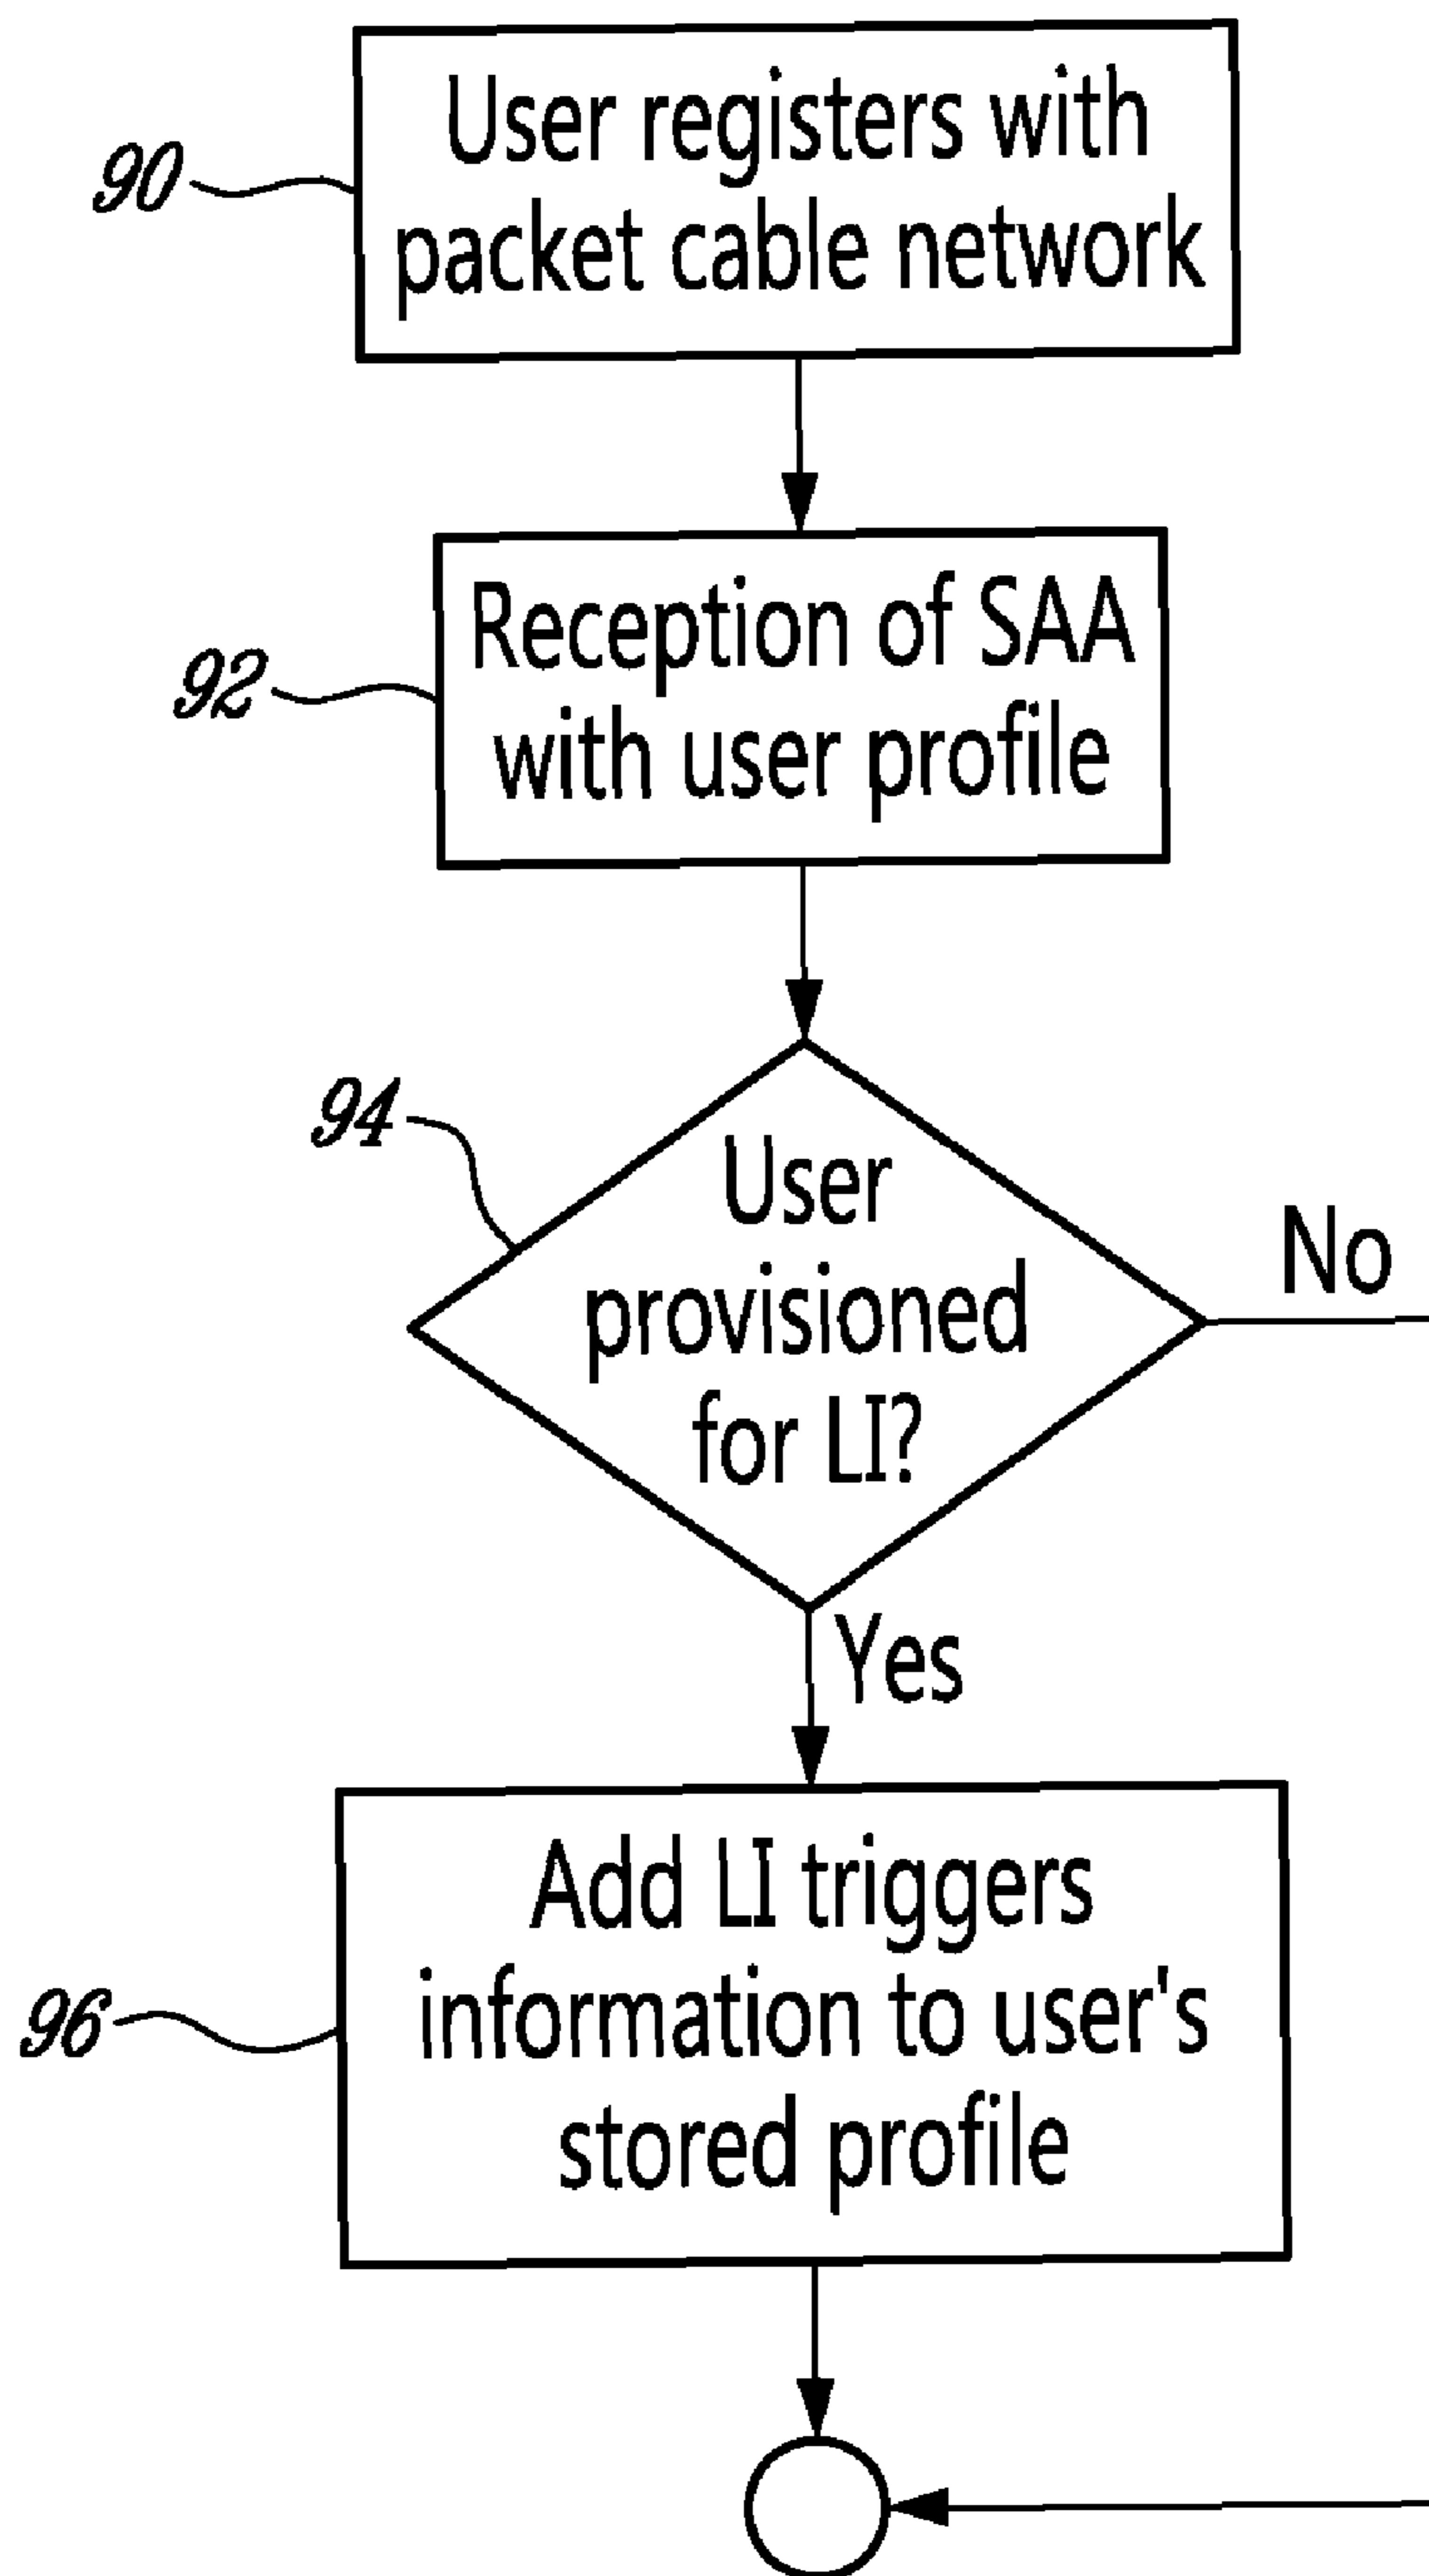 90
User registers with
packet cable network
92
Reception of SAA
with user profile
94
User
provisioned
for LI?
No
Yes
96
Add LI triggers
information to user's
stored profile